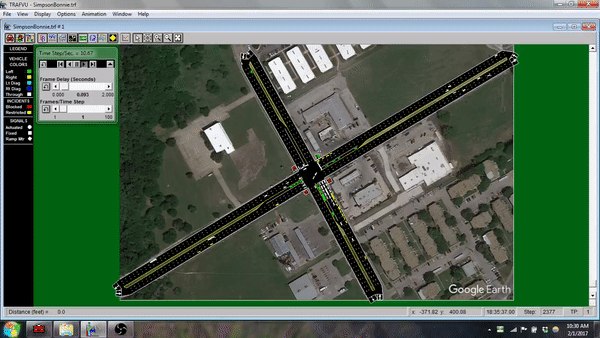 TRAFVU - SimpsonBonnie.trf
File View Display Options Animation Window Help
SimpsonBonnie.trf # 1
LEGEND
VEHICLE
COLORS
Left
Right
Lt Diag
Rt Diag
Through
INCIDENTS
Blocked
Restricted
SIGNALS
Actuated
Fixed
Ramp Mtr
Time Step/Sec. = 10.67
Frame Delay (Seconds)
0.000 0.093 2.000
Frames/Time Step
1 1 100
Google Earth
Distance (feet) = 0.0
x: -371.82 y: 400.08 18:35:37.00 Step: 2377 TP: 1
10:30 AM
2/1/2017